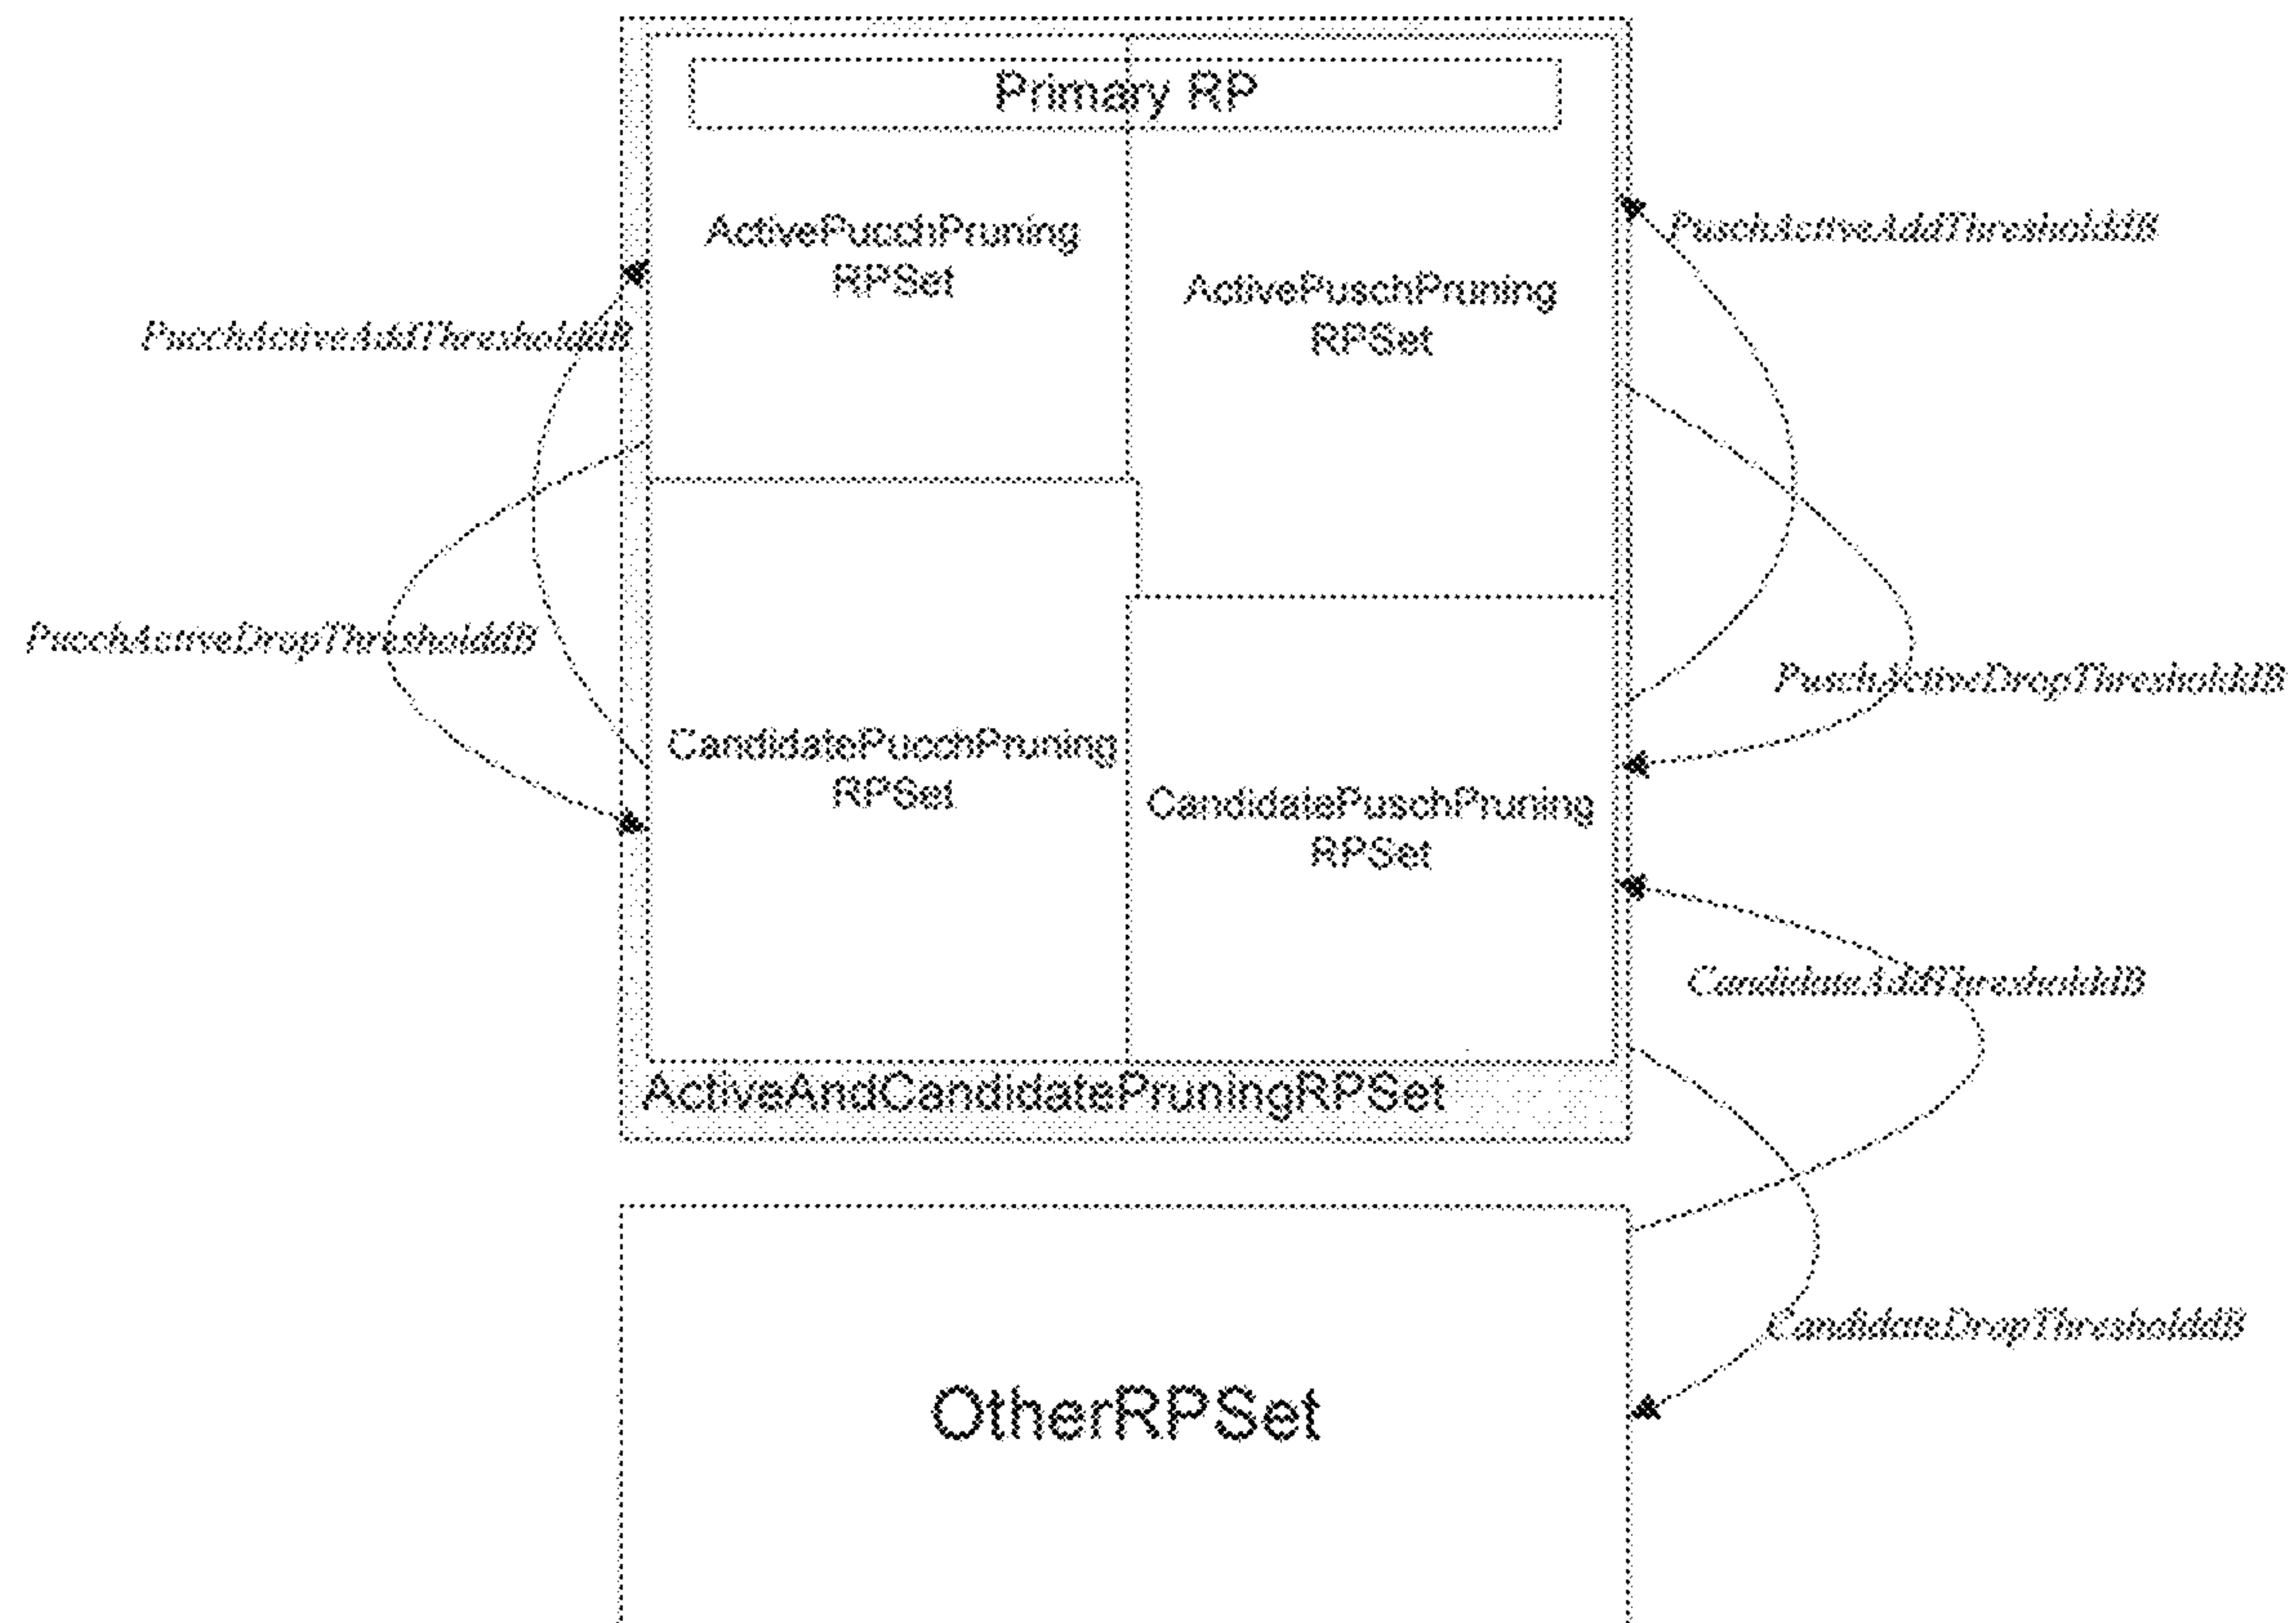 Primary RP
ActivePucchPruning
RPSet
PuschActiveAddThresholddB
ActivePuschPruning
RPSet
PucchActiveAddThresholddB
PucchActiveDropThresholddB
PuschActiveDropThresholddB
CandidatePucchPruning
RPSet
CandidatePuschPruning
RPSet
CandidateAddThresholddB
ActiveAndCandidatePruningRPSet
CandidateDropThresholddB
OtherRPSet